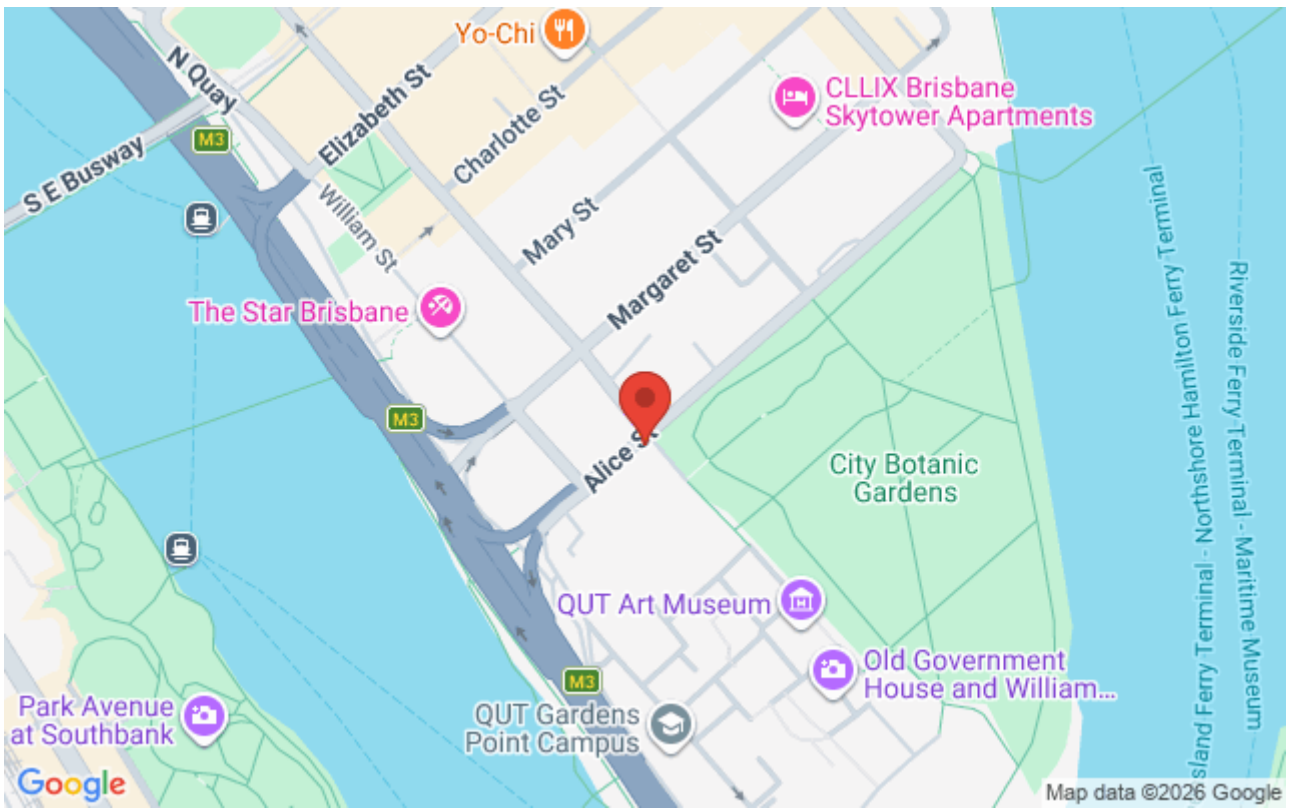 Yo-Chi
N Quay
Elizabeth St
CLLIX Brisbane
Skytower Apartments
M3
Charlotte St
S E Busway
William St
Mary St
Margaret St
The Star Brisbane
Northshore Hamilton Ferry Terminal
Riverside Ferry Terminal - Maritime Museum
M3
Alice St
City Botanic
Gardens
sland Ferry Terminal -
QUT Art Museum
Old Government
House and William...
M3
Park Avenue
at Southbank
QUT Gardens
Point Campus
Google
Map data ©2026 Google